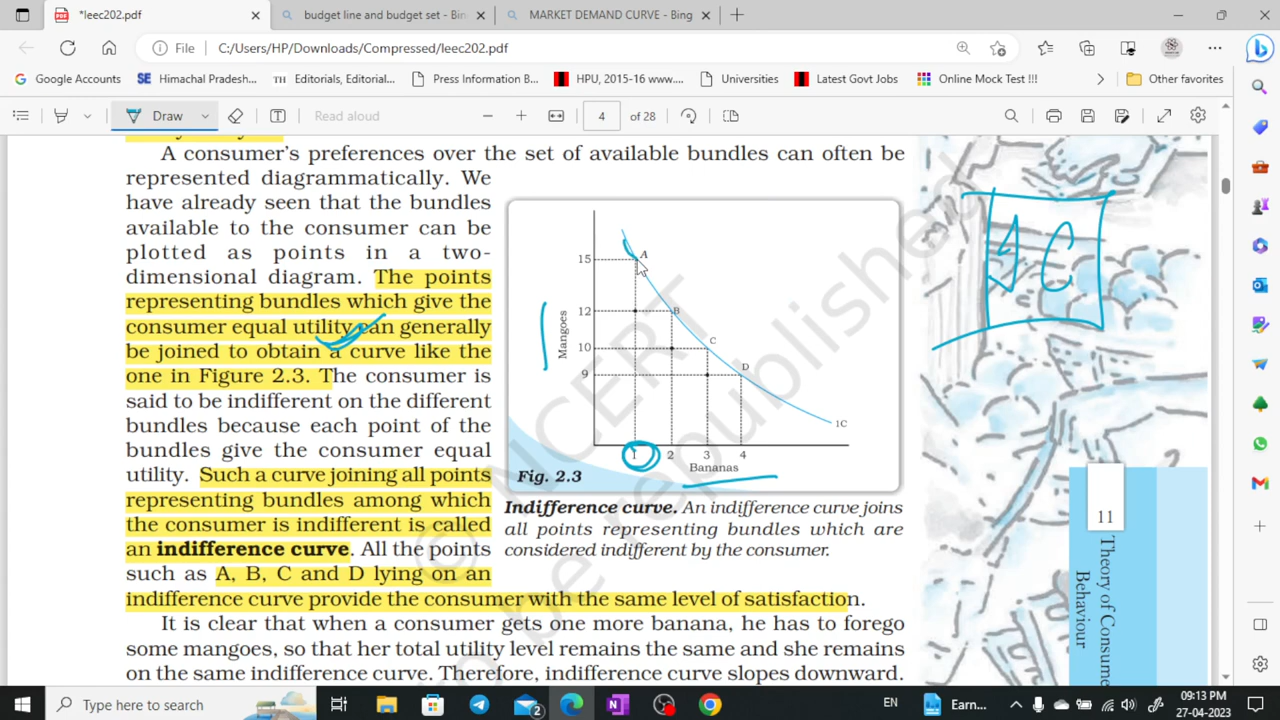 *leec202.pdf
budget line and budget set - Bin
MARKET DEMAND CURVE - Bing
File
C:/Users/HP/Downloads/Compressed/leec202.pdf
Google Accounts
SE Himachal Pradesh...
TH Editorials, Editorial...
Press Information B...
HPU, 2015-16 www....
Universities
Latest Govt Jobs
Online Mock Test !!!
Other favorites
Draw
Read aloud
4 of 28
A consumer's preferences over the set of available bundles can often be
represented diagrammatically. We
have already seen that the bundles
available to the consumer can be
plotted as points in a two-
dimensional diagram. The points
representing bundles which give the
consumer equal utility can generally
be joined to obtain a curve like the
one in Figure 2.3. The consumer is
said to be indifferent on the different
bundles because each point of the
bundles give the consumer equal
utility. Such a curve joining all points
representing bundles among which
the consumer is indifferent is called
an indifference curve. All the points
such as A, B, C and D lying on an
indifference curve provide the consumer with the same level of satisfaction.
It is clear that when a consumer gets one more banana, he has to forego
some mangoes, so that her total utility level remains the same and she remains
on the same indifference curve. Therefore, indifference curve slopes downward.
15
12
10
9
Mangoes
A
B
C
D
1C
1 2 3 4
Bananas
Fig. 2.3
Indifference curve. An indifference curve joins
all points representing bundles which are
considered indifferent by the consumer.
© NCERT
be republished
IC
11
Theory of Consume
Behaviour
Type here to search
2
Earn...
EN
09:13 PM
27-04-2023